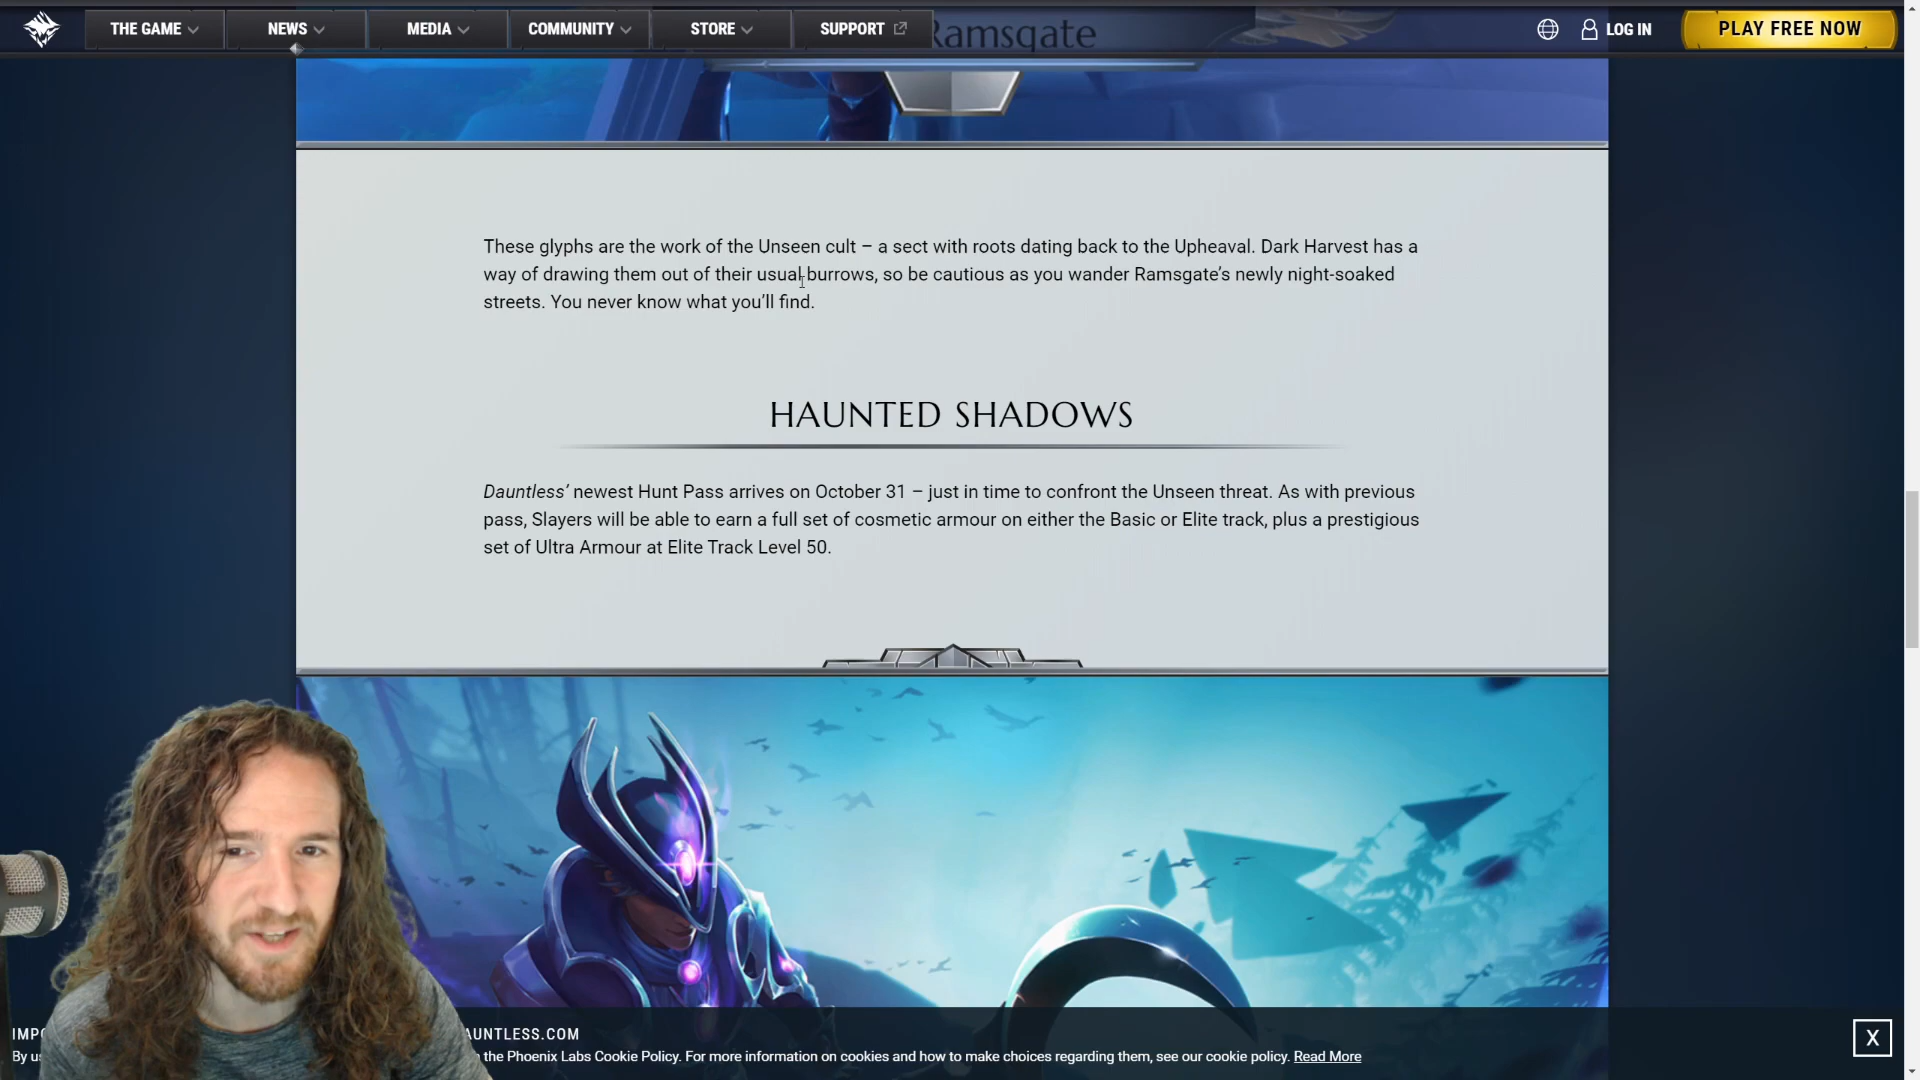 THE GAME
NEWS
MEDIA
COMMUNITY
STORE
SUPPORT
Ramsgate
LOG IN
PLAY FREE NOW
These glyphs are the work of the Unseen cult – a sect with roots dating back to the Upheaval. Dark Harvest has a
way of drawing them out of their usual burrows, so be cautious as you wander Ramsgate’s newly night-soaked
streets. You never know what you’ll find.
HAUNTED SHADOWS
Dauntless’ newest Hunt Pass arrives on October 31 – just in time to confront the Unseen threat. As with previous
pass, Slayers will be able to earn a full set of cosmetic armour on either the Basic or Elite track, plus a prestigious
set of Ultra Armour at Elite Track Level 50.
AUNTLESS.COM
By
the Phoenix Labs Cookie Policy. For more information on cookies and how to make choices regarding them, see our cookie policy. Read More
X